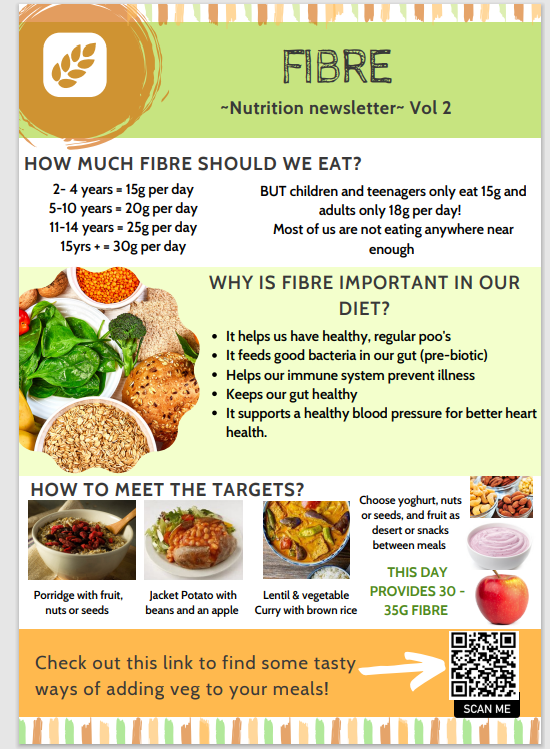 FIBRE
~Nutrition newsletter~ Vol 2
HOW MUCH FIBRE SHOULD WE EAT?
2- 4 years = 15g per day
5-10 years = 20g per day
11-14 years = 25g per day
15yrs + = 30g per day
BUT children and teenagers only eat 15g and
adults only 18g per day!
Most of us are not eating anywhere near
enough
WHY IS FIBRE IMPORTANT IN OUR
DIET?
• It helps us have healthy, regular poo's
• It feeds good bacteria in our gut (pre-biotic)
• Helps our immune system prevent illness
• Keeps our gut healthy
• It supports a healthy blood pressure for better heart
health.
HOW TO MEET THE TARGETS?
Porridge with fruit,
nuts or seeds
Jacket Potato with
beans and an apple
Lentil & vegetable
Curry with brown rice
Choose yoghurt, nuts
or seeds, and fruit as
desert or snacks
between meals
THIS DAY
PROVIDES 30 -
35G FIBRE
Check out this link to find some tasty
ways of adding veg to your meals!
SCAN ME